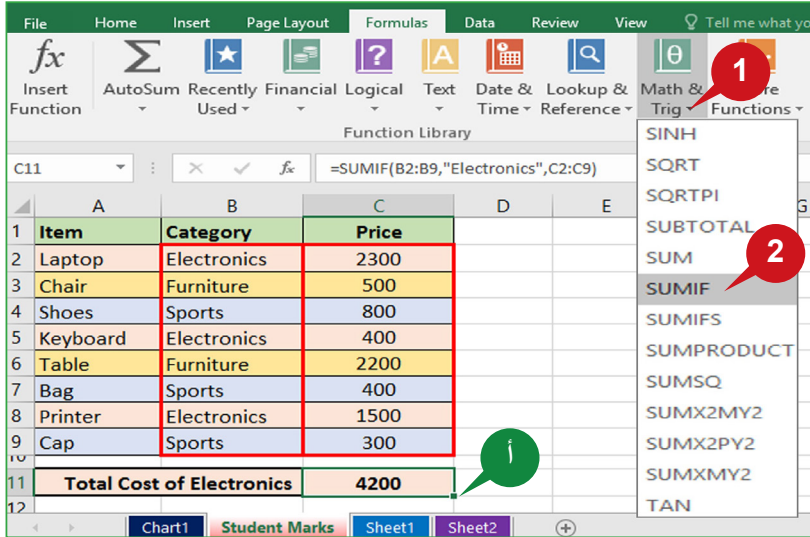 File Home Insert Page Layout Formulas Data Review View Tell me what yo
fx Σ ? A θ
Insert Function AutoSum Recently Used Financial Logical Text Date & Time Lookup & Reference Math & Trig Functions
Function Library
1
C11 fx =SUMIF(B2:B9,"Electronics",C2:C9)
SINH
SQRT
SQRTPI
SUBTOTAL
SUM
2
SUMIF
SUMIFS
SUMPRODUCT
SUMSQ
SUMX2MY2
SUMX2PY2
SUMXMY2
TAN
A B C D E G
1 Item Category Price
2 Laptop Electronics 2300
3 Chair Furniture 500
4 Shoes Sports 800
5 Keyboard Electronics 400
6 Table Furniture 2200
7 Bag Sports 400
8 Printer Electronics 1500
9 Cap Sports 300
10
أ
11 Total Cost of Electronics 4200
12
Chart1 Student Marks Sheet1 Sheet2